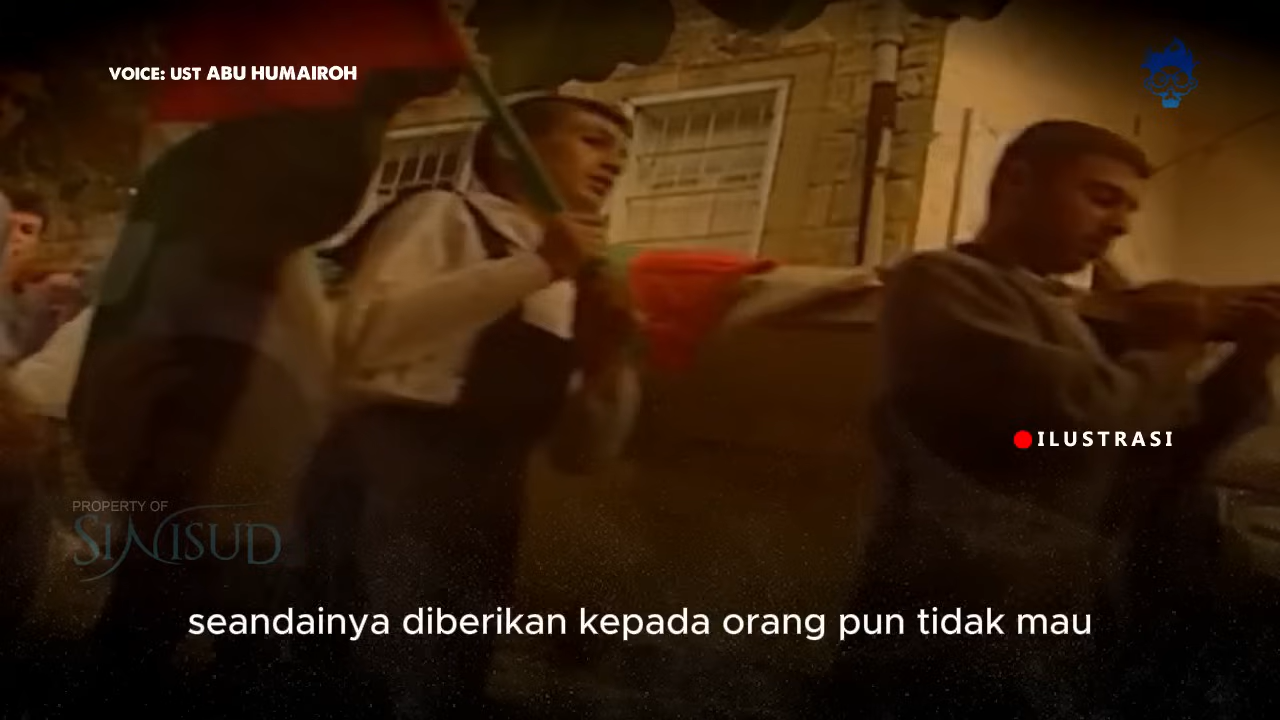 VOICE: UST ABU HUMAIROH
ILUSTRASI
PROPERTY OF
SINISUD
seandainya diberikan kepada orang pun tidak mau